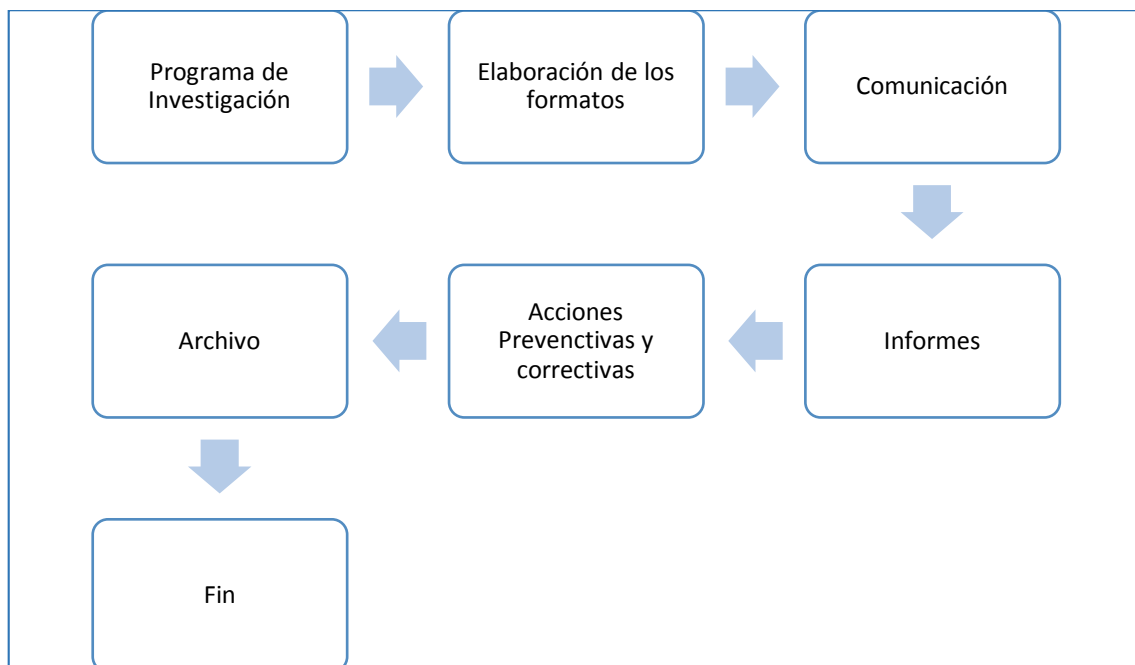 Programa de
Investigación
Elaboración de los
formatos
Comunicación
Informes
Acciones
Prevenctivas y
correctivas
Archivo
Fin